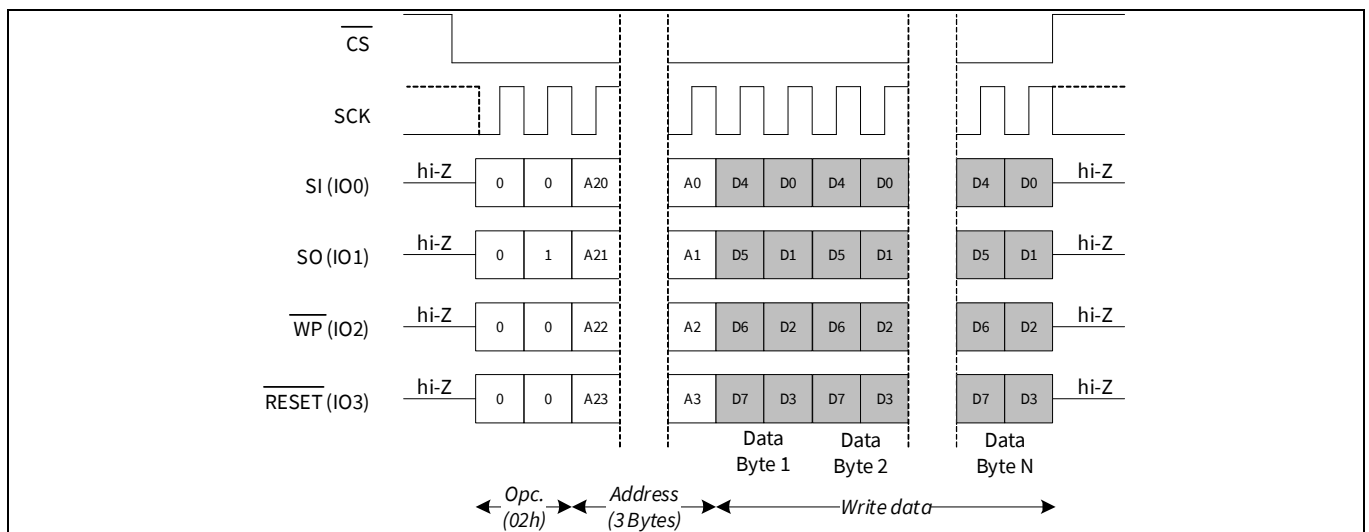 CS
SCK
SI (IO0) hi-Z 0 0 A20 A0 D4 D0 D4 D0 D4 D0 hi-Z
SO (IO1) hi-Z 0 1 A21 A1 D5 D1 D5 D1 D5 D1 hi-Z
WP (IO2) hi-Z 0 0 A22 A2 D6 D2 D6 D2 D6 D2 hi-Z
RESET (IO3) hi-Z 0 0 A23 A3 D7 D3 D7 D3 D7 D3 hi-Z
Data Data Data
Byte 1 Byte 2 Byte N
Opc. Address Write data
(02h) (3 Bytes)